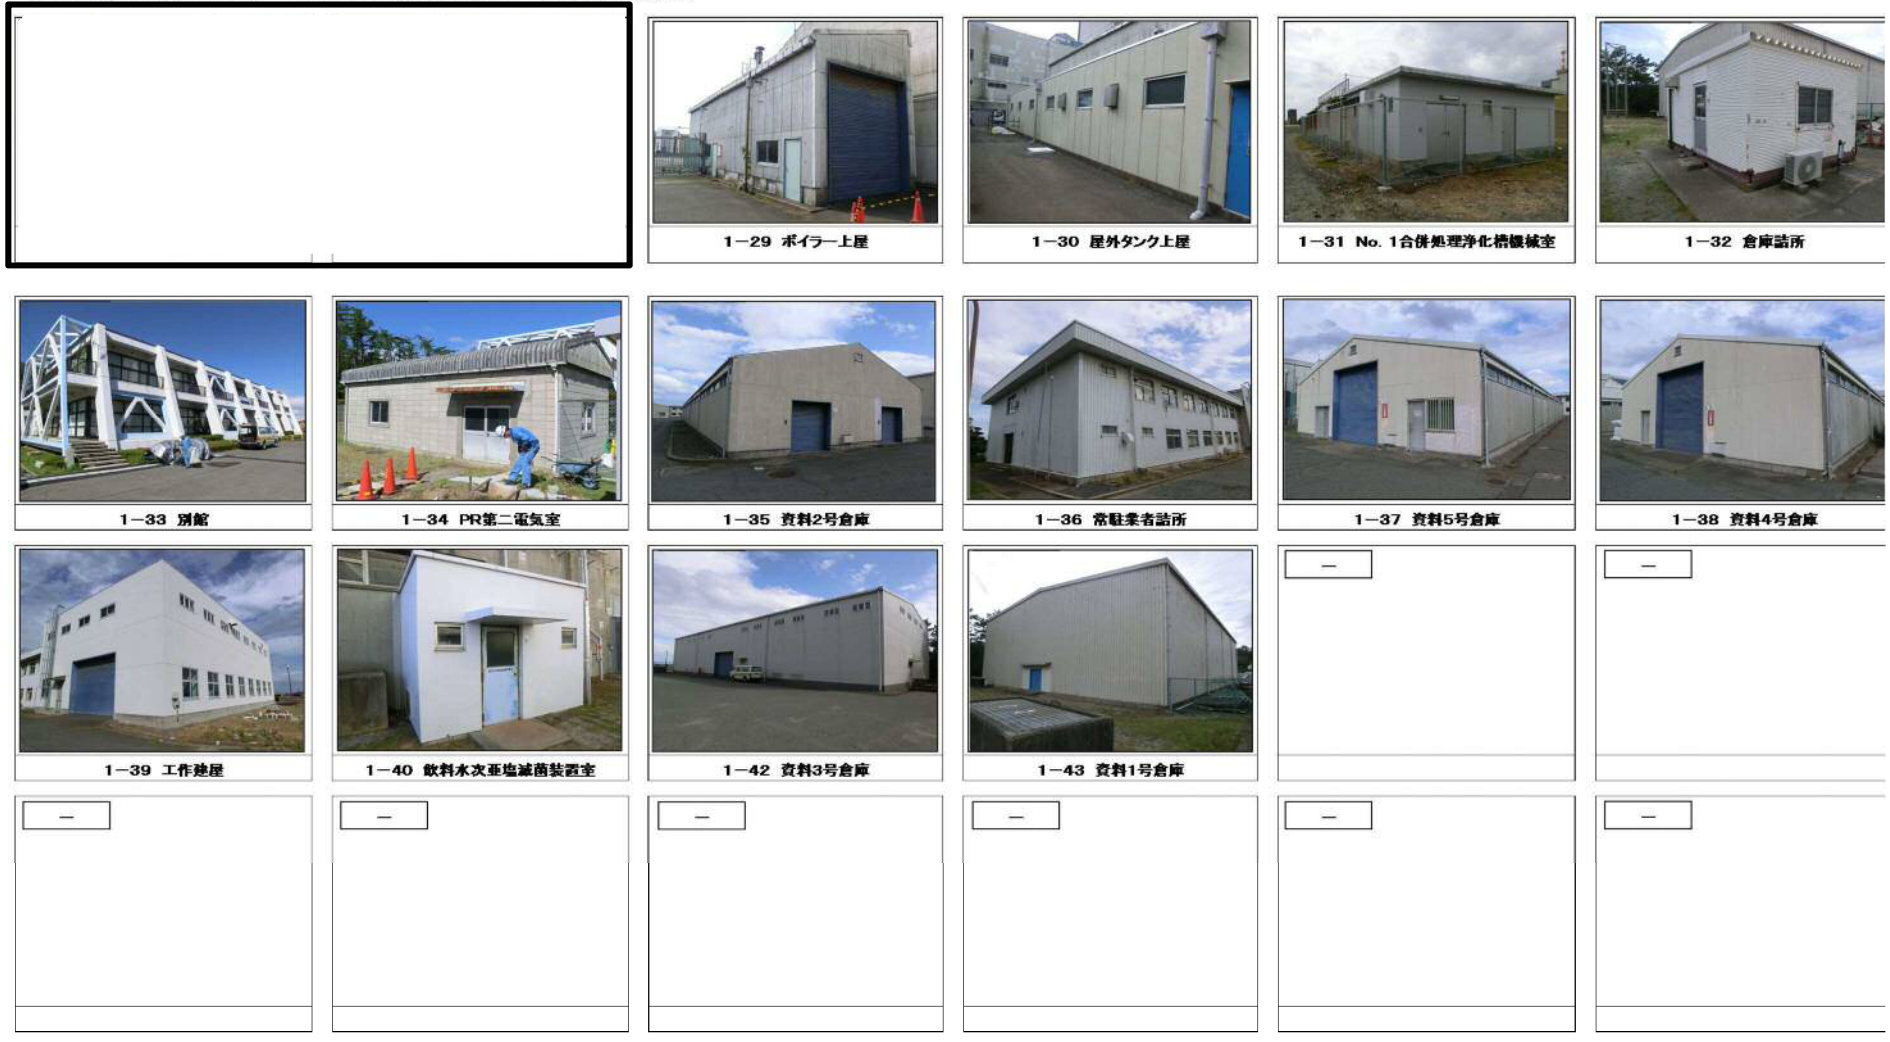 1-29 ボイラー上屋
1-30 屋外タンク上屋
1-31 No. 1合併処理浄化槽機械室
1-32 倉庫詰所
1-33 別館
1-34 PR第二電気室
1-35 資料2号倉庫
1-36 常駐業者詰所
1-37 資料5号倉庫
1-38 資料4号倉庫
1-39 工作建屋
1-40 飲料水次亜塩滅菌装置室
1-42 資料3号倉庫
1-43 資料1号倉庫
—
—
—
—
—
—
—
—